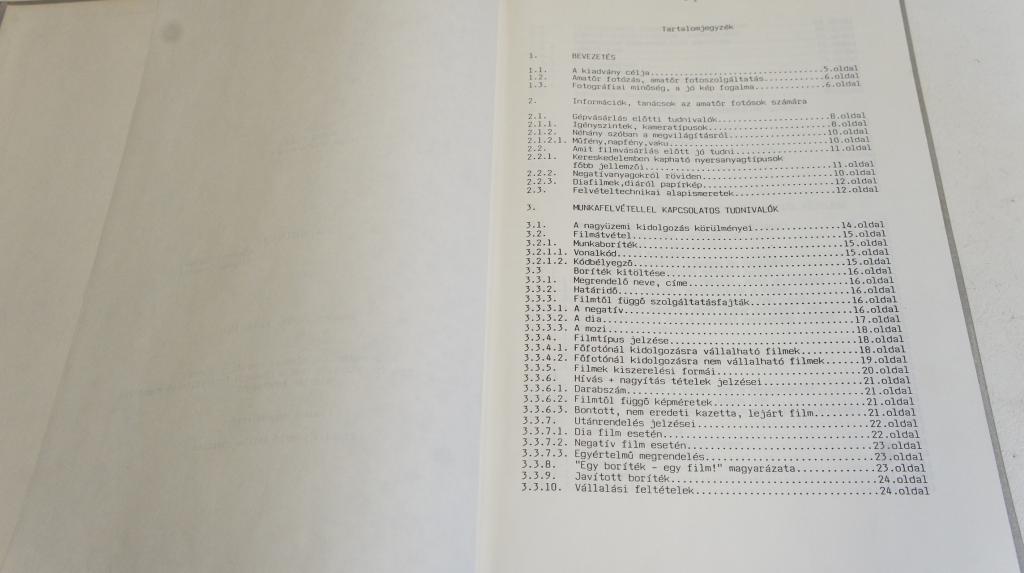 Tartalomjegyzék
1. BEVEZETÉS
1.1. A kiadvány célja..............................5.oldal
1.2. Amatőr fotózás, amatőr fotoszolgáltatás...............6.oldal
1.3. Fotográfiai minőség, a jó kép fogalma............6.oldal
2. Információk, tanácsok az amatőr fotósok számára
2.1. Gépvásárlás előtti tudnivalók...................8.oldal
2.1.1. Igényszintek, kameratípusok.....................8.oldal
2.1.2. Néhány szóban a megvilágításról.................10.oldal
2.1.2.1. Műfény,napfény,vaku...........................10.oldal
2.2. Amit filmvásárlás előtt jó tudni................11.oldal
2.2.1. Kereskedelemben kapható nyersanyagtípusok
főbb jellemzői..................................11.oldal
2.2.2. Negatívanyagokról röviden.......................10.oldal
2.2.3. Diafilmek,diáról papírkép.......................12.oldal
2.3. Felvételtechnikai alapismeretek.................12.oldal
3. MUNKAFELVÉTELLEL KAPCSOLATOS TUDNIVALÓK
3.1. A nagyüzemi kidolgozás körülményei..............14.oldal
3.2. Filmátvétel.....................................15.oldal
3.2.1. Munkaboríték....................................15.oldal
3.2.1.1. Vonalkód......................................15.oldal
3.2.1.2. Kódbélyegző...................................15.oldal
3.3 Boríték kitöltése...............................16.oldal
3.3.1. Megrendelő neve, címe...........................16.oldal
3.3.2. Határidő........................................16.oldal
3.3.3. Filmtől függő szolgáltatásfajták................16.oldal
3.3.3.1. A negatív.....................................16.oldal
3.3.3.2. A dia.........................................17.oldal
3.3.3.3. A mozi........................................18.oldal
3.3.4. Filmtípus jelzése...............................18.oldal
3.3.4.1. Főfotónál kidolgozásra vállalható filmek.........18.oldal
3.3.4.2. Főfotónál kidolgozásra nem vállalható filmek......19.oldal
3.3.5. Filmek kiszerelési formái.......................20.oldal
3.3.6. Hívás + nagyítás tételek jelzései................21.oldal
3.3.6.1. Darabszám.....................................21.oldal
3.3.6.2. Filmtől függő képméretek......................21.oldal
3.3.6.3. Bontott, nem eredeti kazetta, lejárt film........21.oldal
3.3.7. Utánrendelés jelzései...........................22.oldal
3.3.7.1. Dia film esetén...............................22.oldal
3.3.7.2. Negatív film esetén...........................23.oldal
3.3.7.3. Egyértelmű megrendelés........................23.oldal
3.3.8. "Egy boríték - egy film!" magyarázata............23.oldal
3.3.9. Javított boríték................................24.oldal
3.3.10. Vállalási feltételek...........................24.oldal